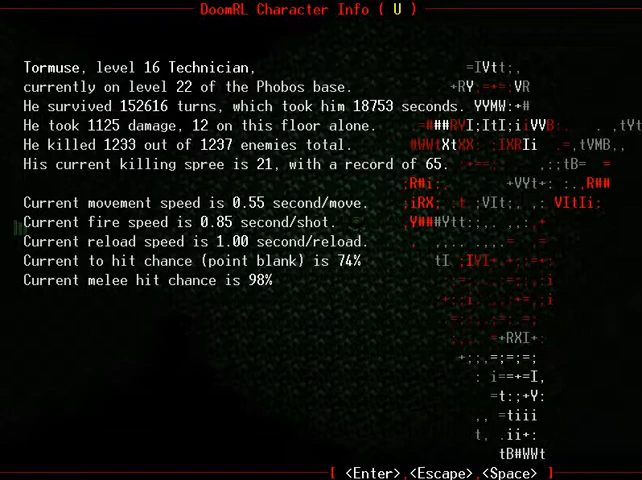 DoomRL Character Info ( U )
Tormuse, level 16 Technician,
currently on level 22 of the Phobos base.
He survived 152616 turns, which took him 18753 seconds.
He took 1125 damage, 12 on this floor alone.
He killed 1233 out of 1237 enemies total.
His current killing spree is 21, with a record of 65.
Current movement speed is 0.55 second/move.
Current fire speed is 0.85 second/shot.
Current reload speed is 1.00 second/reload.
Current to hit chance (point blank) is 74%
Current melee hit chance is 98%
[ <Enter>,<Escape>,<Space> ]